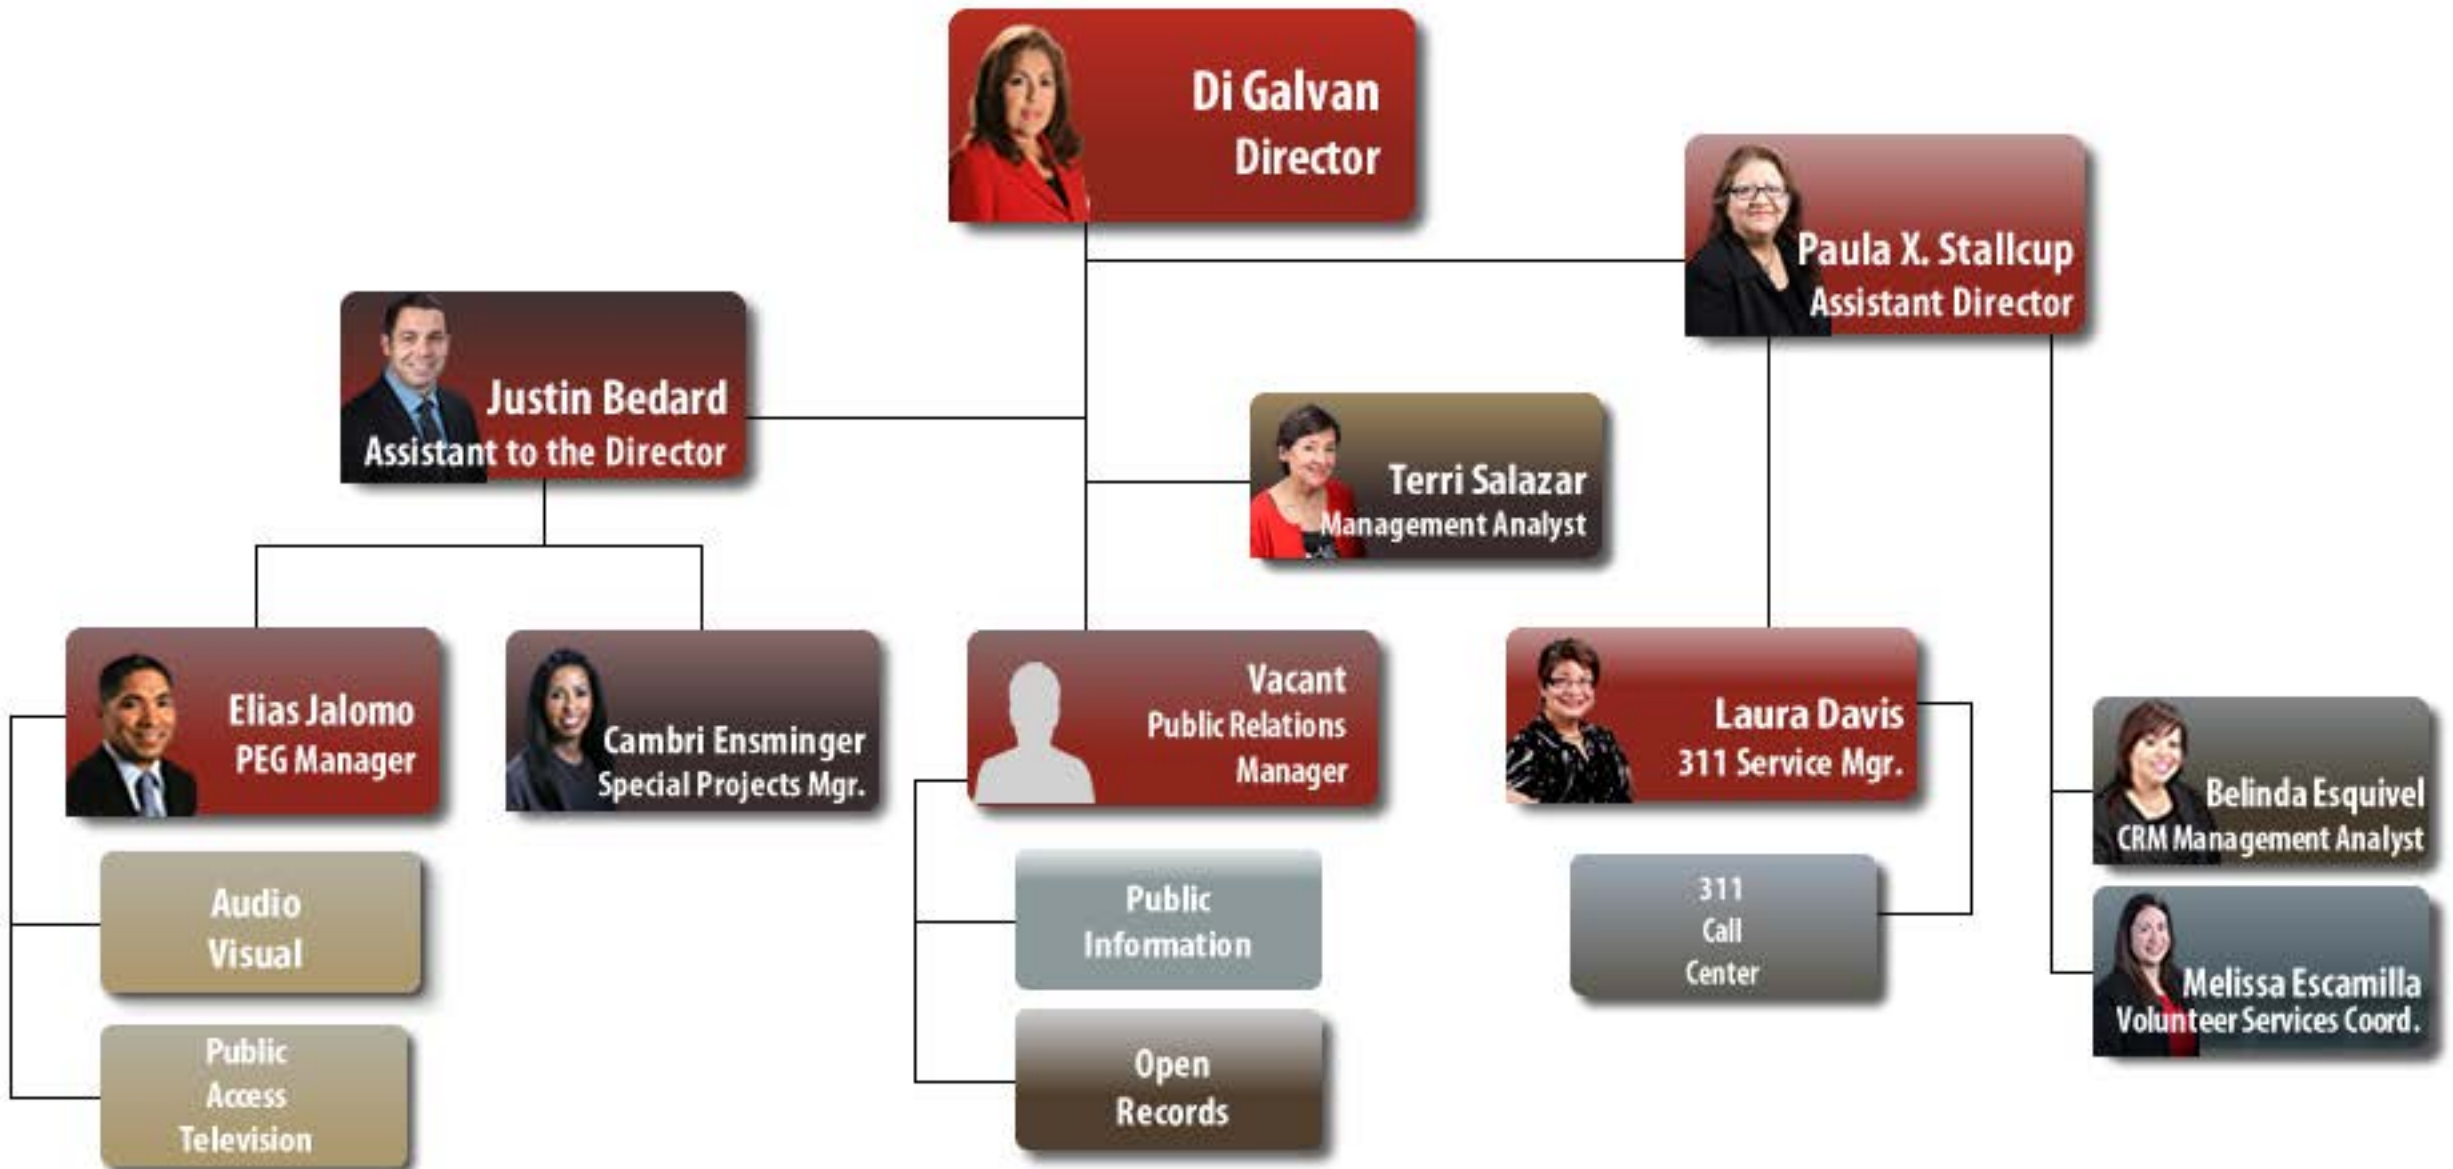 Di Galvan
Director
Paula X. Stallcup
Assistant Director
Justin Bedard
Assistant to the Director
Terri Salazar
Management Analyst
Elias Jalomo
PEG Manager
Cambri Ensminger
Special Projects Mgr.
Vacant
Public Relations
Manager
Laura Davis
311 Service Mgr.
Belinda Esquivel
CRM Management Analyst
Audio
Visual
Public
Information
311
Call
Center
Melissa Escamilla
Volunteer Services Coord.
Public
Access
Television
Open
Records